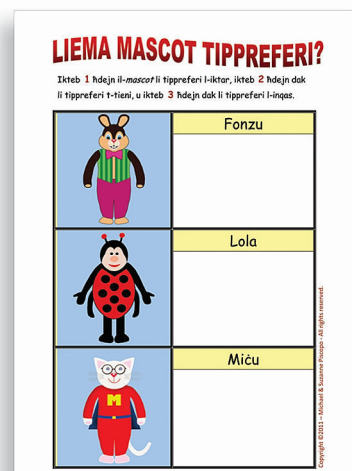 LIEMA MASCOT TIPPREFERI?
Ikteb 1 ħdejn il-mascot li tippreferi l-iktar, ikteb 2 ħdejn dak
li tippreferi t-tieni, u ikteb 3 ħdejn dak li tippreferi l-inqas.
Fonzu
Lola
Miċu
M
Copyright ©2011 – Michael & Suzanne Piscopo - All rights reserved.